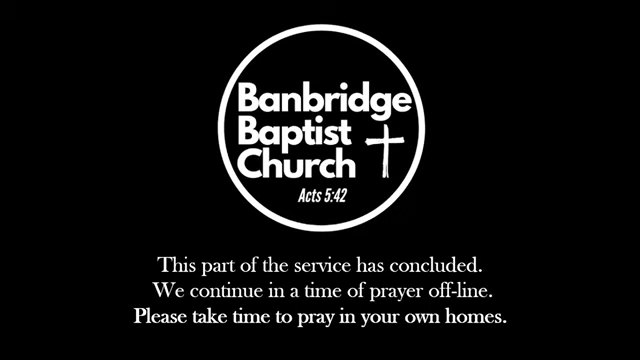 Banbridge
Baptist
Church
Acts 5:42
This part of the service has concluded.
We continue in a time of prayer off-line.
Please take time to pray in your own homes.